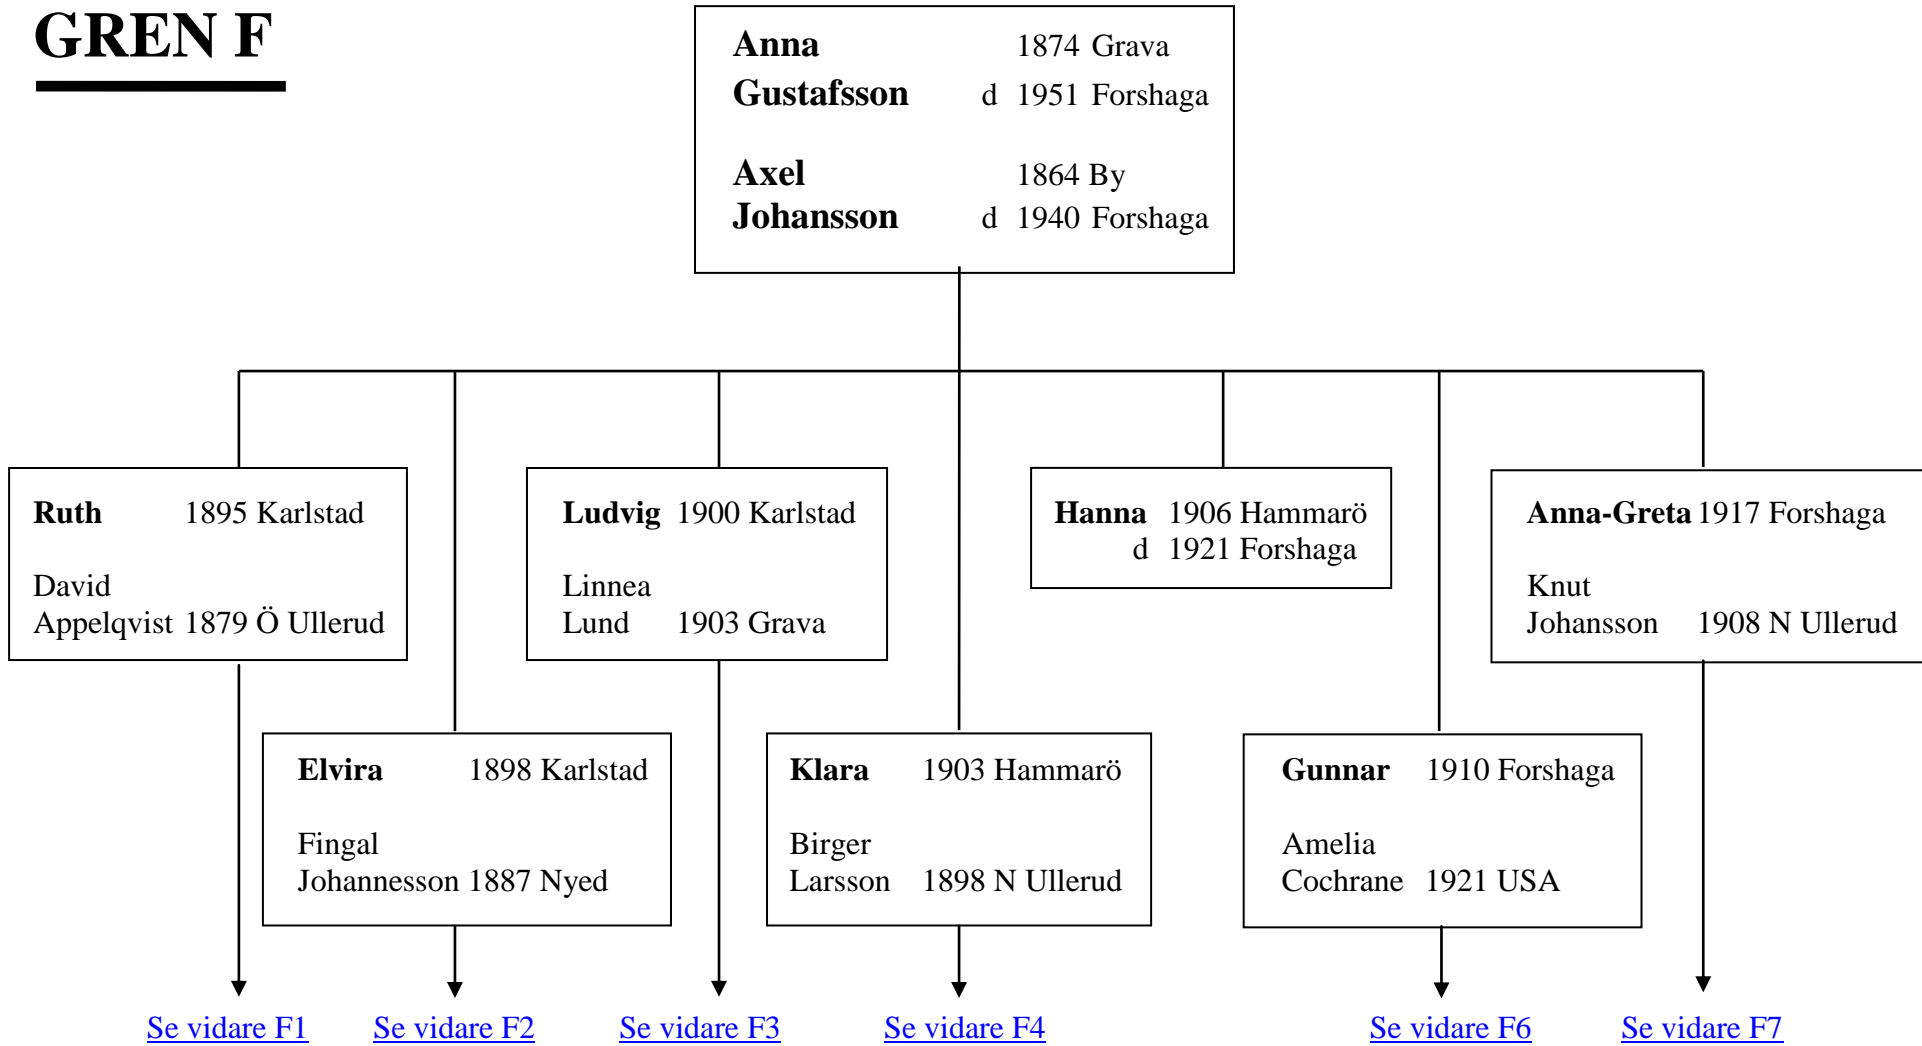 GREN F
Anna 1874 Grava
Gustafsson d 1951 Forshaga
Axel 1864 By
Johansson d 1940 Forshaga
Ruth 1895 Karlstad
David
Appelqvist 1879 Ö Ullerud
Ludvig 1900 Karlstad
Linnea
Lund 1903 Grava
Hanna 1906 Hammarö
d 1921 Forshaga
Anna-Greta 1917 Forshaga
Knut
Johansson 1908 N Ullerud
Elvira 1898 Karlstad
Fingal
Johannesson 1887 Nyed
Klara 1903 Hammarö
Birger
Larsson 1898 N Ullerud
Gunnar 1910 Forshaga
Amelia
Cochrane 1921 USA
Se vidare F1 Se vidare F2 Se vidare F3 Se vidare F4 Se vidare F6 Se vidare F7